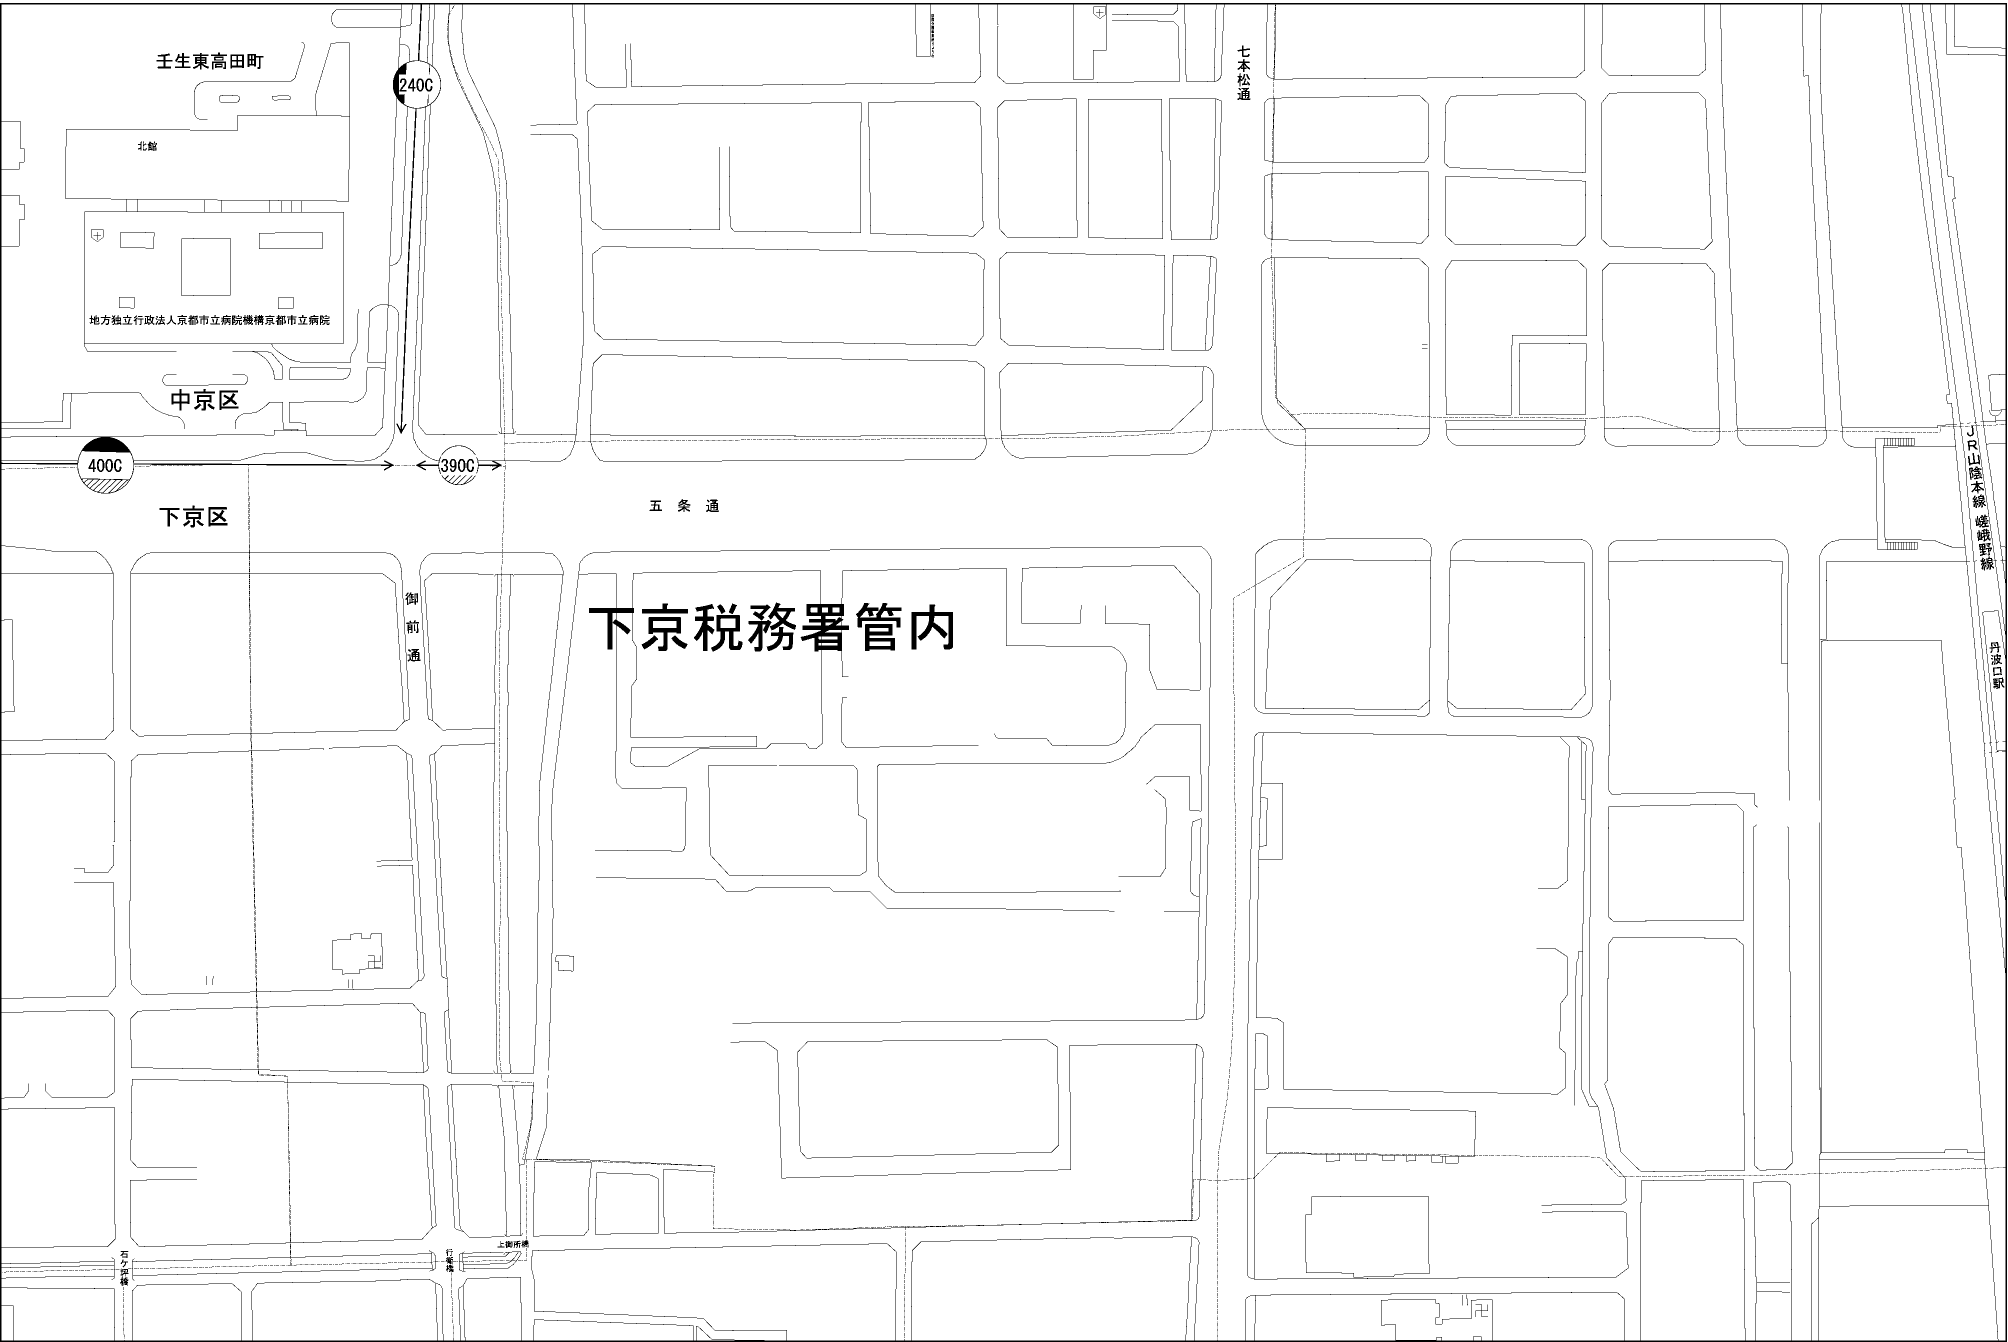 壬生東高田町
240C
七本松通
北館
地方独立行政法人京都市立病院機構京都市立病院
中京区
400C
390C
下京区
五条通
JR山陰本線 嵯峨野線
御前通
下京税務署管内
丹波口駅
上御所橋
行衛橋
石ケ坪橋